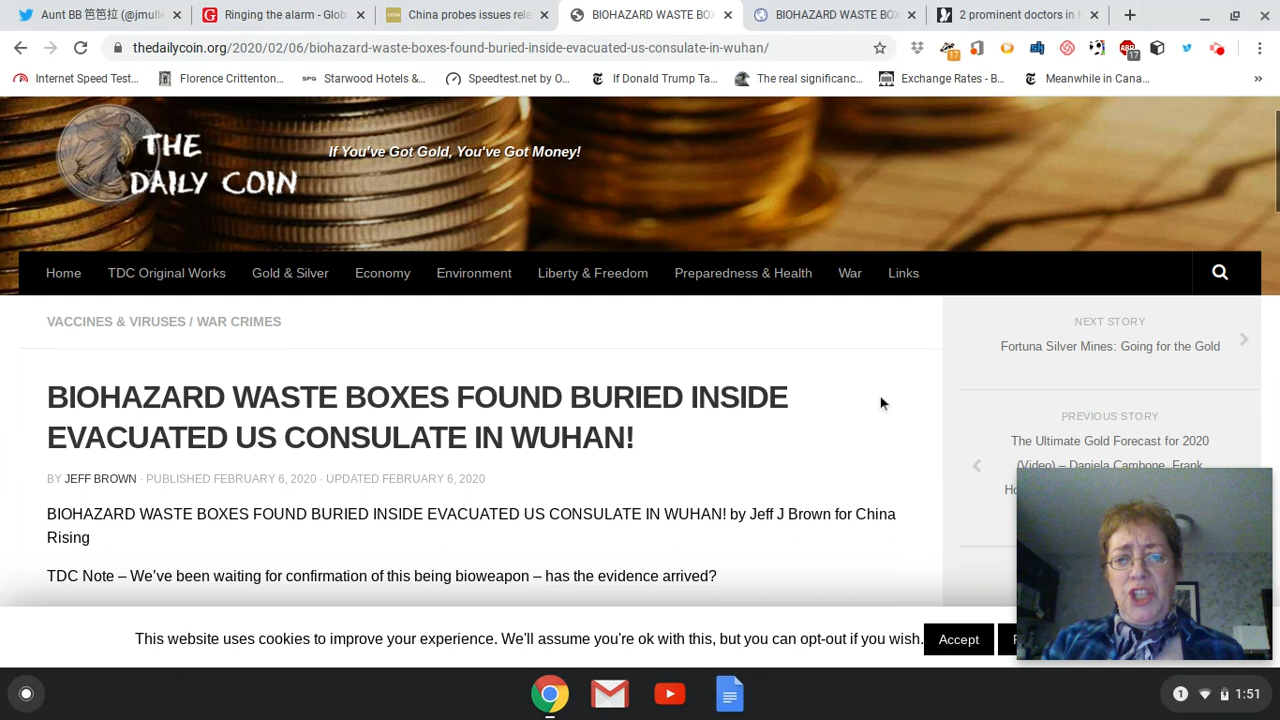 Aunt BB 笆笆拉 (@jmulle
Ringing the alarm - Glob
China probes issues rela
BIOHAZARD WASTE BOX
BIOHAZARD WASTE BOX
2 prominent doctors in
thedailycoin.org/2020/02/06/biohazard-waste-boxes-found-buried-inside-evacuated-us-consulate-in-wuhan/
17
17
Internet Speed Test...
Florence Crittenton...
SPG Starwood Hotels &...
Speedtest.net by O...
If Donald Trump Ta...
The real significanc...
Exchange Rates - B...
Meanwhile in Cana...
»
THE
DAILY COIN
If You've Got Gold, You've Got Money!
Home
TDC Original Works
Gold & Silver
Economy
Environment
Liberty & Freedom
Preparedness & Health
War
Links
VACCINES & VIRUSES / WAR CRIMES
BIOHAZARD WASTE BOXES FOUND BURIED INSIDE
EVACUATED US CONSULATE IN WUHAN!
BY JEFF BROWN · PUBLISHED FEBRUARY 6, 2020 · UPDATED FEBRUARY 6, 2020
BIOHAZARD WASTE BOXES FOUND BURIED INSIDE EVACUATED US CONSULATE IN WUHAN! by Jeff J Brown for China
Rising
TDC Note – We've been waiting for confirmation of this being bioweapon – has the evidence arrived?
NEXT STORY
Fortuna Silver Mines: Going for the Gold
PREVIOUS STORY
The Ultimate Gold Forecast for 2020
(Video) – Daniela Cambone, Frank
This website uses cookies to improve your experience. We'll assume you're ok with this, but you can opt-out if you wish.
Accept
1
1:51